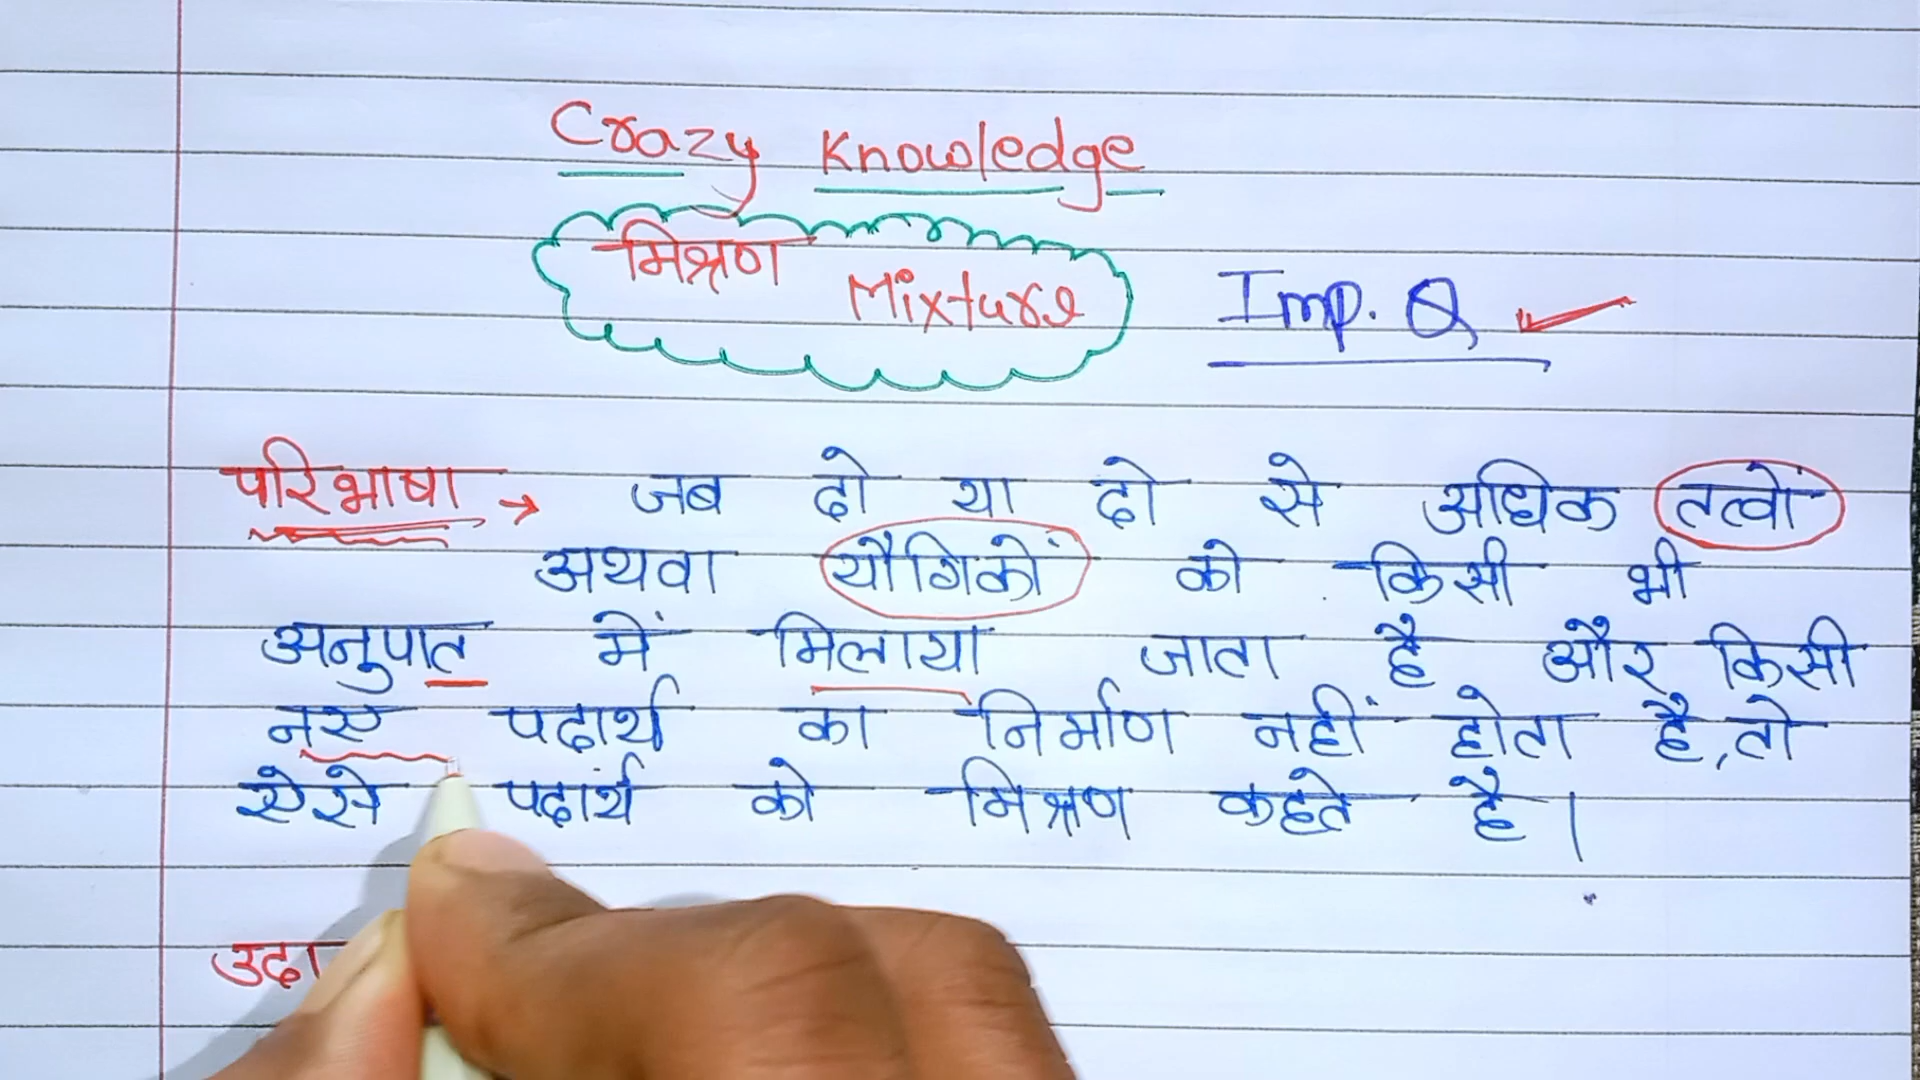 Crazy Knowledge
मिश्रण Mixture
Imp. Q
परिभाषा → जब दो या दो से अधिक तत्वों
अथवा यौगिकों को किसी भी
अनुपात में मिलाया जाता है और किसी
नए पदार्थ का निर्माण नहीं होता है, तो
ऐसे पदार्थ को मिश्रण कहते है।
उदा